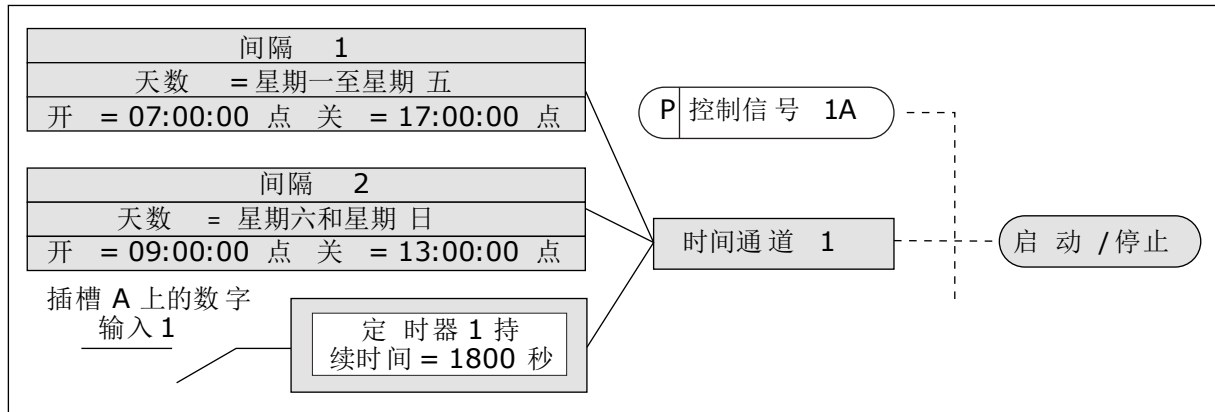 间隔 1
天数 = 星期一至星期 五
开 = 07:00:00 点 关 = 17:00:00 点
P 控制信 号 1A
间隔 2
天数 = 星期六和星期 日
开 = 09:00:00 点 关 = 13:00:00 点
时间通道 1
启 动 /停止
插槽 A 上的数字
输入 1
定 时器 1 持
续时间 = 1800 秒